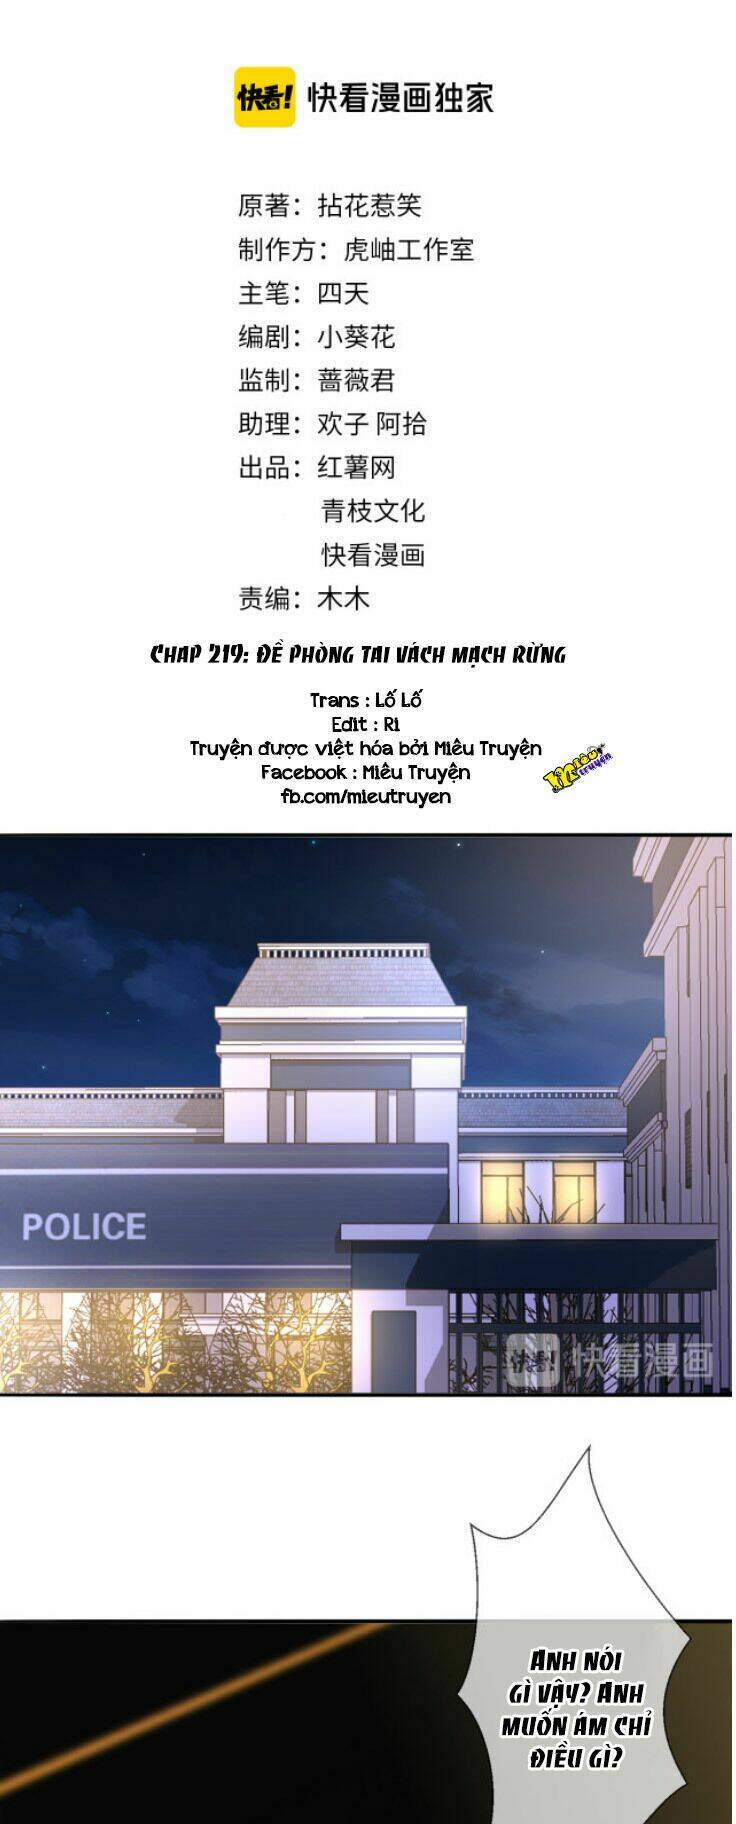 快看! 快看漫画独家
原著：拈花惹笑
制作方：虎岫工作室
主笔：四天
编剧：小葵花
监制：蔷薇君
助理：欢子 阿拾
出品：红薯网
青枝文化
快看漫画
责编：木木
CHAP 219: ĐỀ PHÒNG TAI VÁCH MẠCH RỪNG
Trans : Lố Lố
Edit : Ri
Truyện được việt hóa bởi Miêu Truyện
Facebook : Miêu Truyện
fb.com/mieutruyen
Miêu
truyện
POLICE
快看! 快看漫画
ANH NÓI
GÌ VẬY? ANH
MUỐN ÁM CHỈ
ĐIỀU GÌ?